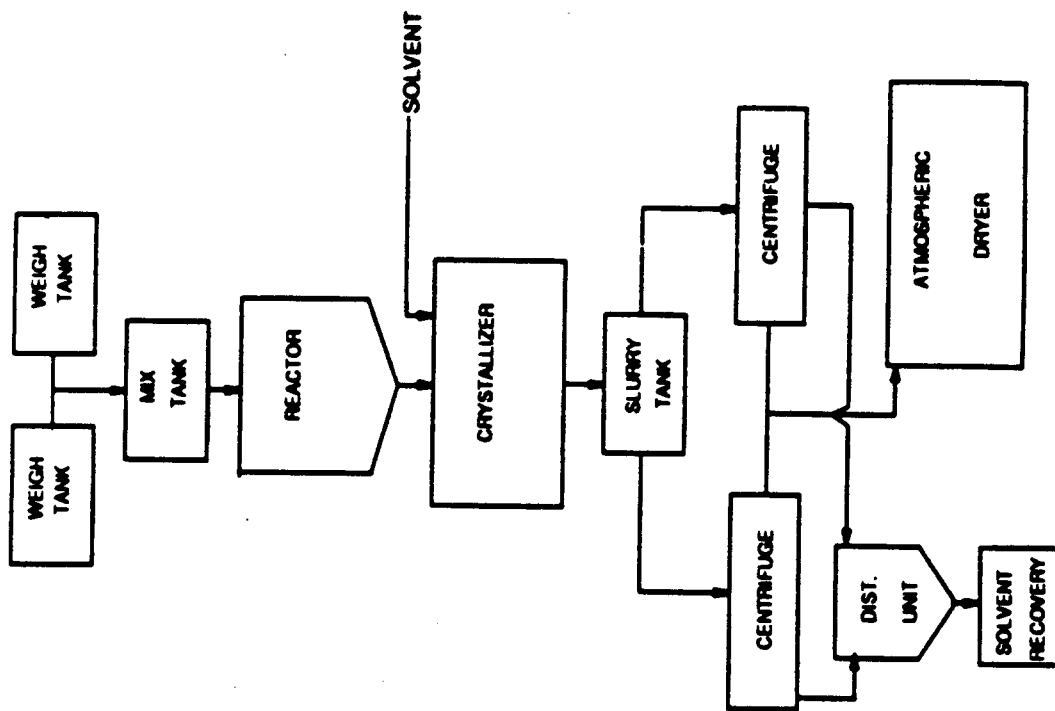 WEIGH
TANK
WEIGH
TANK
MIX
TANK
REACTOR
SOLVENT
CRYSTALLIZER
SLURRY
TANK
CENTRIFUGE
CENTRIFUGE
DIST.
UNIT
ATMOSPHERIC
DRYER
SOLVENT
RECOVERY